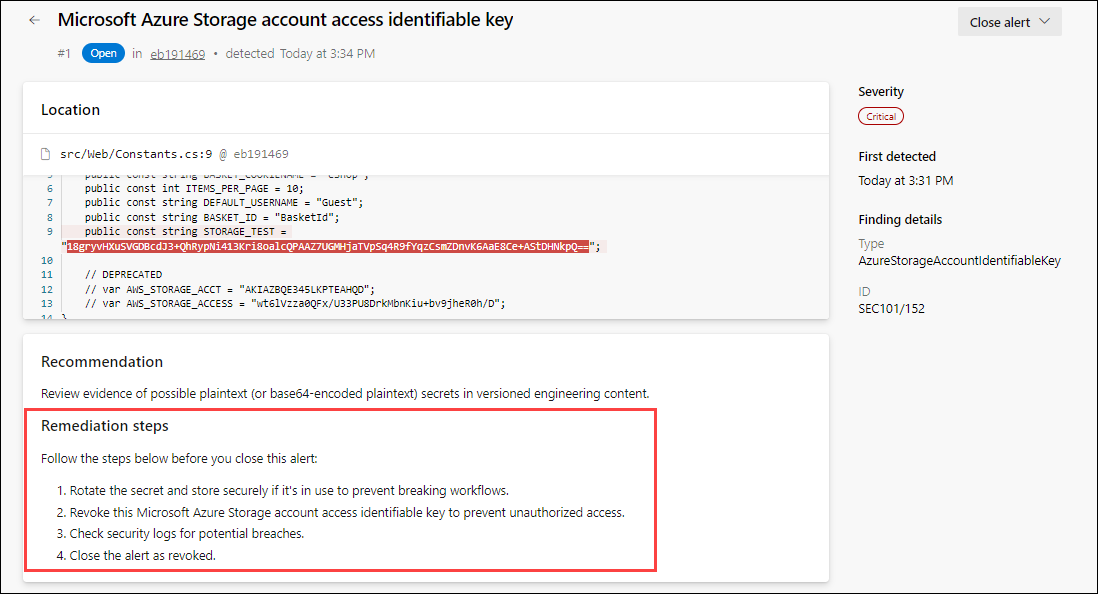 Microsoft Azure Storage account access identifiable key
Close alert
#1 Open in eb191469 • detected Today at 3:34 PM
Location
src/Web/Constants.cs:9 @ eb191469
5 public const string BASKET_COOKIENAME = "eShop";
6 public const int ITEMS_PER_PAGE = 10;
7 public const string DEFAULT_USERNAME = "Guest";
8 public const string BASKET_ID = "BasketId";
9 public const string STORAGE_TEST =
"18gryvHXuSVGDBcdJ3+QhRypNi413Kri8oalcQPAAZ7UGMHjaTVpSq4R9fYqzCsmZDnvK6AaE8Ce+AStDHNkpQ==";
10
11 // DEPRECATED
12 // var AWS_STORAGE_ACCT = "AKIAZBQE345LKPTEAHQD";
13 // var AWS_STORAGE_ACCESS = "wt6lVzza0QFx/U33PU8DrkMbnKiu+bv9jheR0h/D";
14 }
Recommendation
Review evidence of possible plaintext (or base64-encoded plaintext) secrets in versioned engineering content.
Remediation steps
Follow the steps below before you close this alert:
1. Rotate the secret and store securely if it's in use to prevent breaking workflows.
2. Revoke this Microsoft Azure Storage account access identifiable key to prevent unauthorized access.
3. Check security logs for potential breaches.
4. Close the alert as revoked.
Severity
Critical
First detected
Today at 3:31 PM
Finding details
Type
AzureStorageAccountIdentifiableKey
ID
SEC101/152